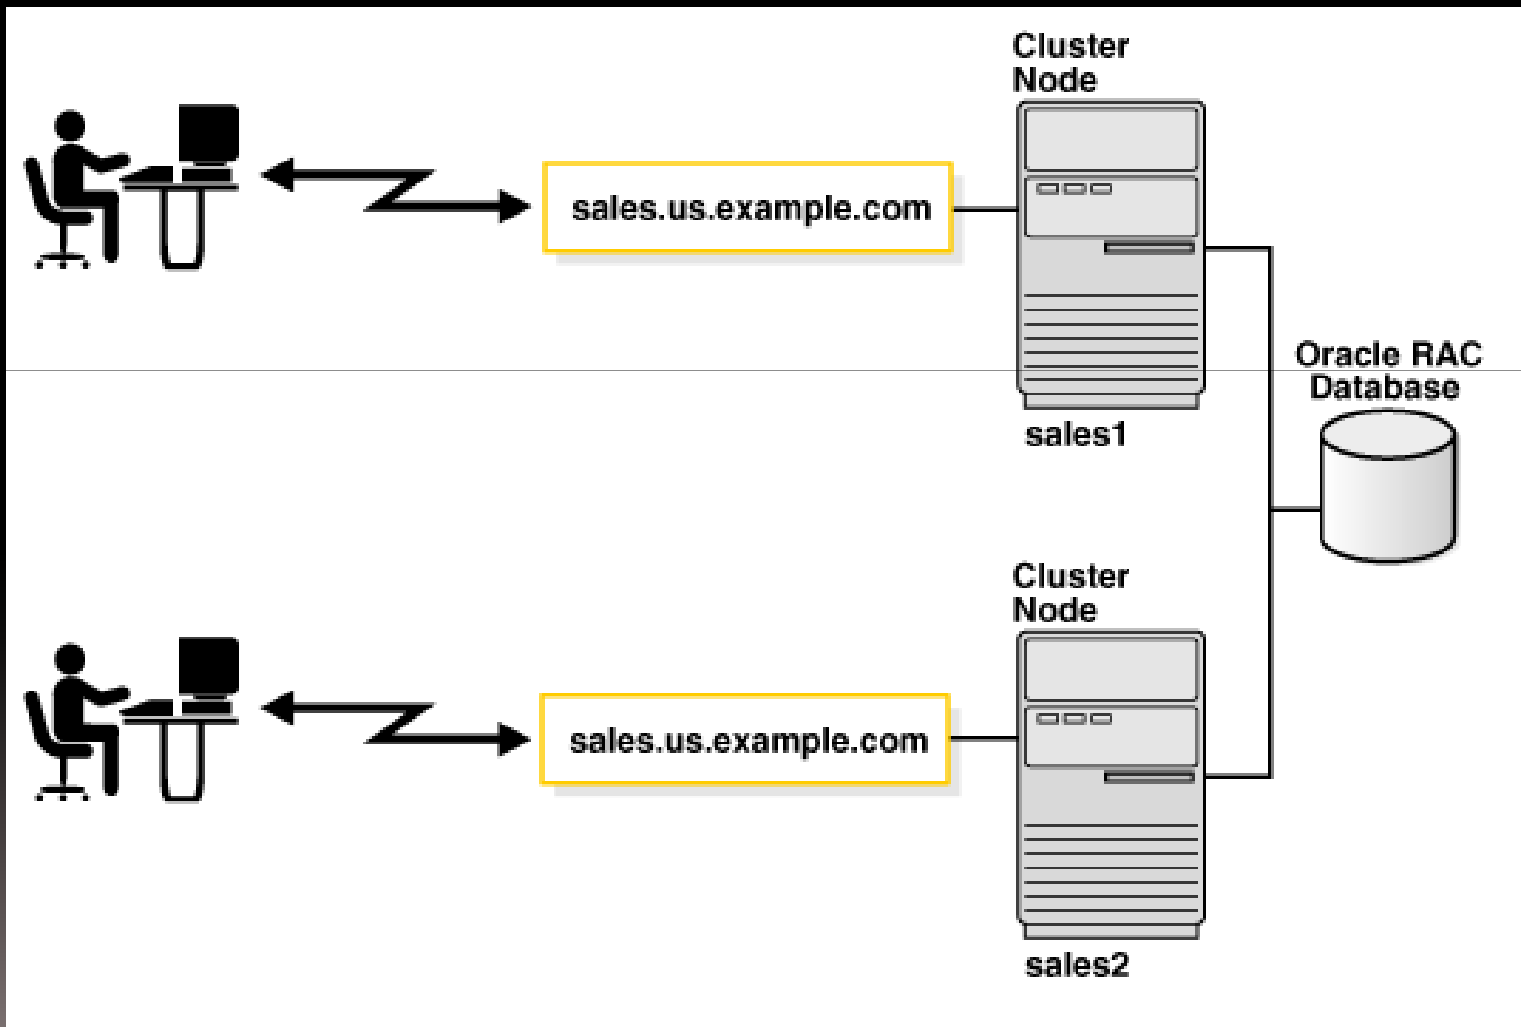 Cluster
Node
sales.us.example.com
sales1
Oracle RAC
Database
Cluster
Node
sales.us.example.com
sales2